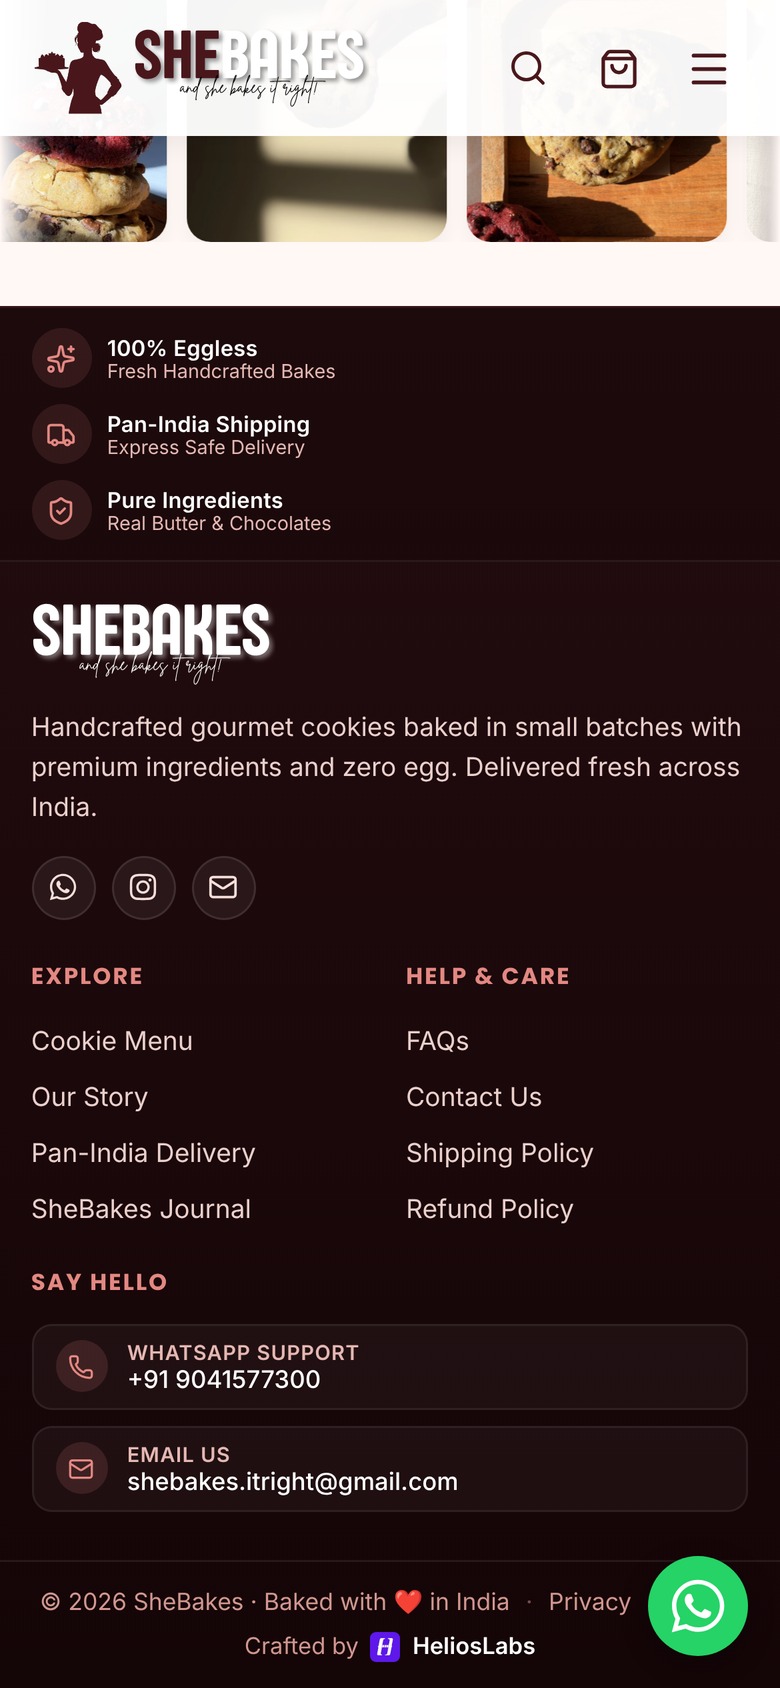 SHEBAKES
and she bakes it right!
100% Eggless
Fresh Handcrafted Bakes
Pan-India Shipping
Express Safe Delivery
Pure Ingredients
Real Butter & Chocolates
SHEBAKES
and she bakes it right!
Handcrafted gourmet cookies baked in small batches with
premium ingredients and zero egg. Delivered fresh across
India.
EXPLORE
Cookie Menu
Our Story
Pan-India Delivery
SheBakes Journal
HELP & CARE
FAQs
Contact Us
Shipping Policy
Refund Policy
SAY HELLO
WHATSAPP SUPPORT
+91 9041577300
EMAIL US
shebakes.itright@gmail.com
© 2026 SheBakes · Baked with ❤️ in India · Privacy
Crafted by H HeliosLabs